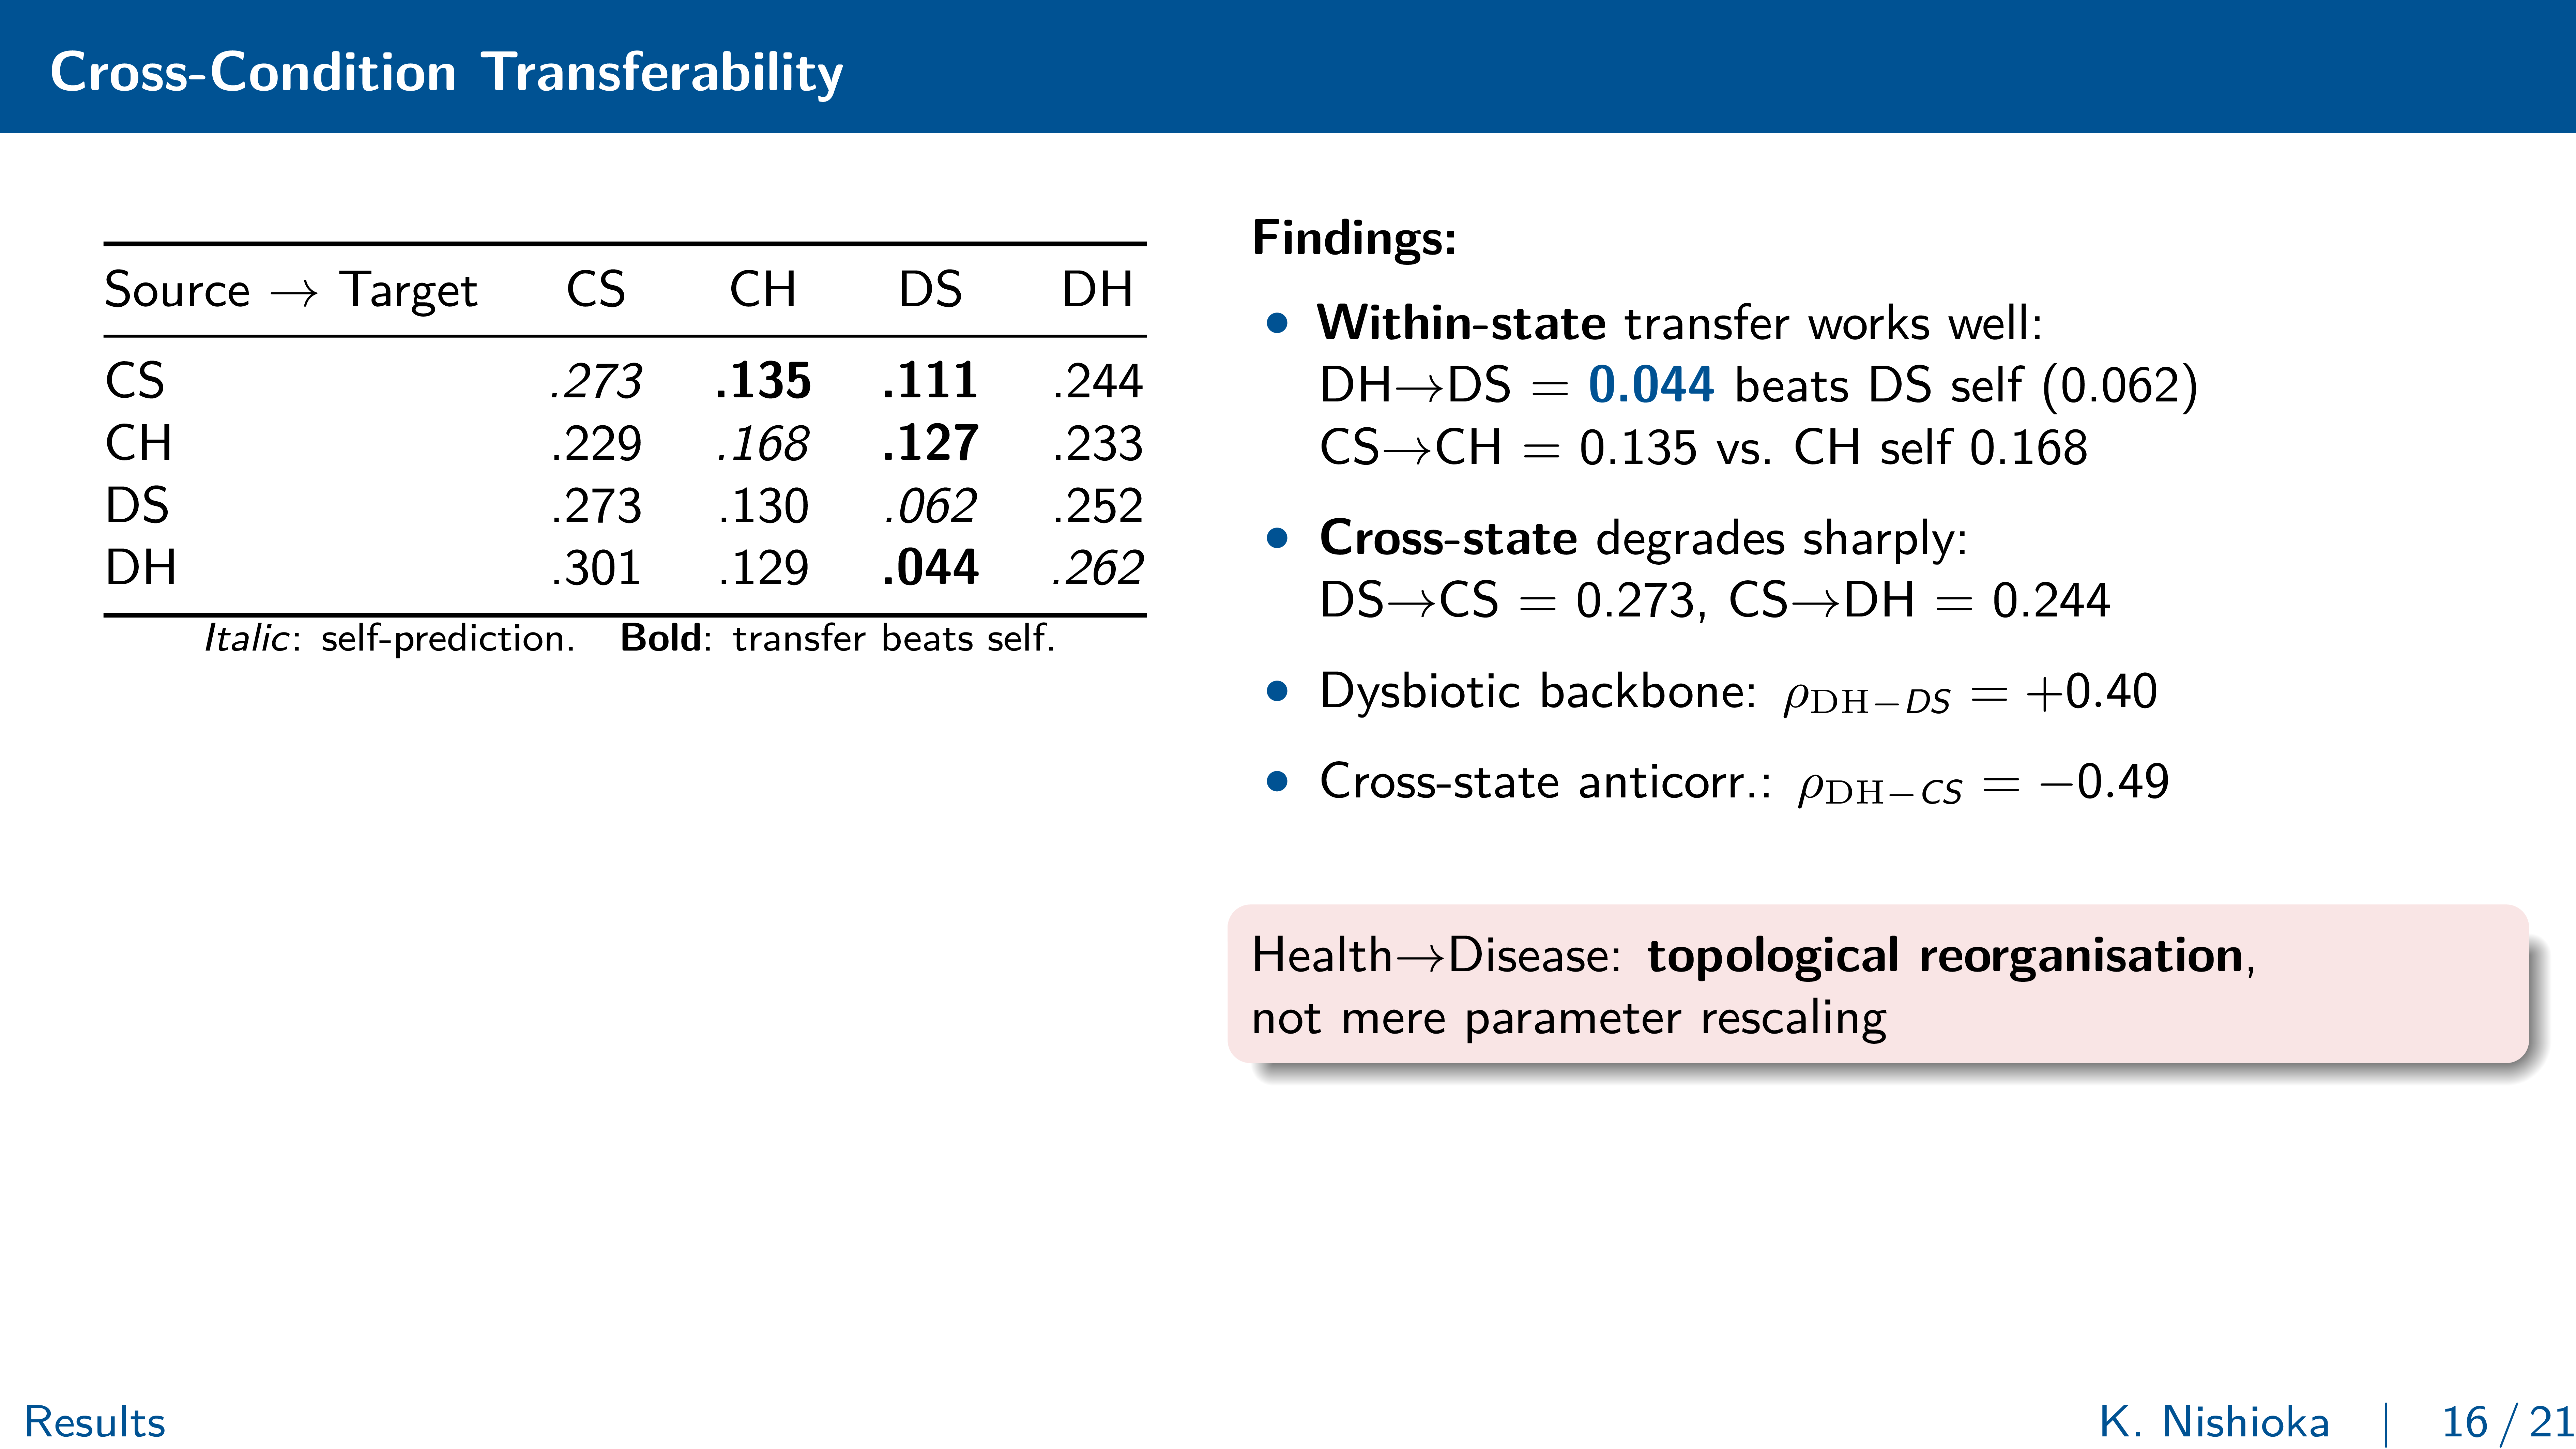 Cross-Condition Transferability
Source → Target CS CH DS DH
CS .273 .135 .111 .244
CH .229 .168 .127 .233
DS .273 .130 .062 .252
DH .301 .129 .044 .262
Italic: self-prediction. Bold: transfer beats self.
Findings:
• Within-state transfer works well:
DH→DS = 0.044 beats DS self (0.062)
CS→CH = 0.135 vs. CH self 0.168
• Cross-state degrades sharply:
DS→CS = 0.273, CS→DH = 0.244
• Dysbiotic backbone: ρDH−DS = +0.40
• Cross-state anticorr.: ρDH−CS = −0.49
Health→Disease: topological reorganisation,
not mere parameter rescaling
Results
K. Nishioka | 16 / 21